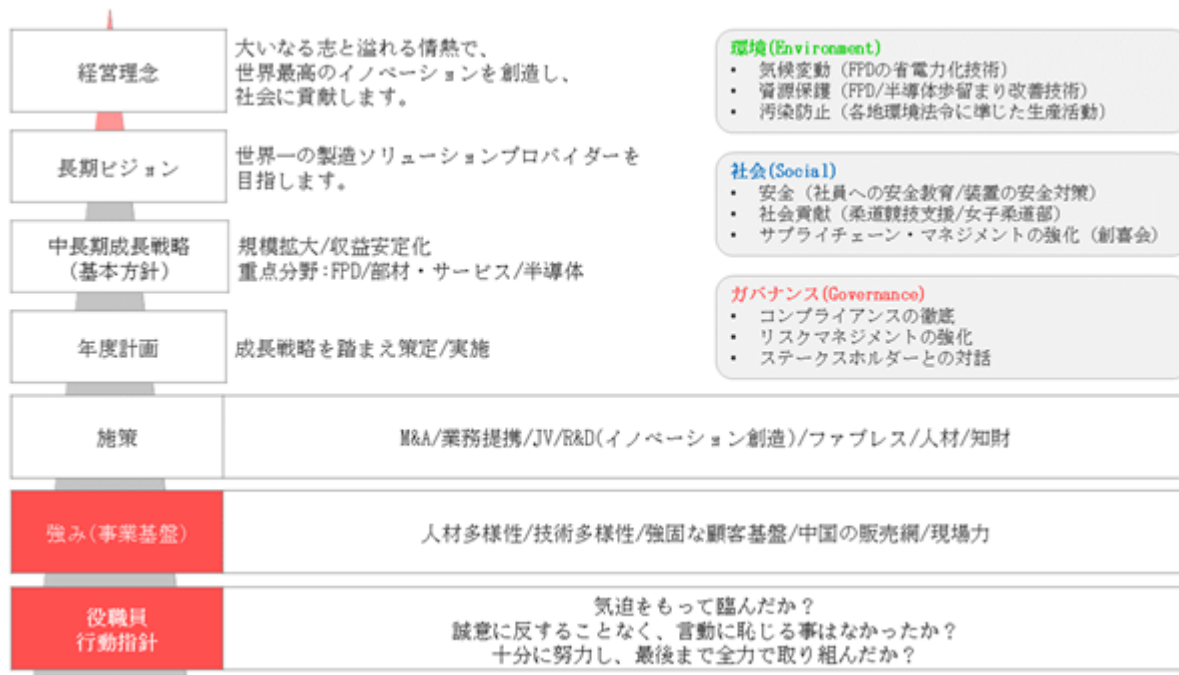 経営理念
大いなる志と溢れる情熱で、
世界最高のイノベーションを創造し、
社会に貢献します。
長期ビジョン
世界一の製造ソリューションプロバイダーを
目指します。
中長期成長戦略
(基本方針)
規模拡大/収益安定化
重点分野:FPD/部材・サービス/半導体
年度計画
成長戦略を踏まえ策定/実施
環境(Environment)
• 気候変動（FPDの省電力化技術）
• 資源保護（FPD/半導体歩留まり改善技術）
• 汚染防止（各地環境法令に準じた生産活動）
社会(Social)
• 安全（社員への安全教育/装置の安全対策）
• 社会貢献（柔道競技支援/女子柔道部）
• サプライチェーン・マネジメントの強化（創喜会）
ガバナンス(Governance)
• コンプライアンスの徹底
• リスクマネジメントの強化
• ステークスホルダーとの対話
施策
M&A/業務提携/JV/R&D(イノベーション創造)/ファブレス/人材/知財
強み(事業基盤)
人材多様性/技術多様性/強固な顧客基盤/中国の販売網/現場力
役職員
行動指針
気迫をもって臨んだか？
誠意に反することなく、言動に恥じる事はなかったか？
十分に努力し、最後まで全力で取り組んだか？